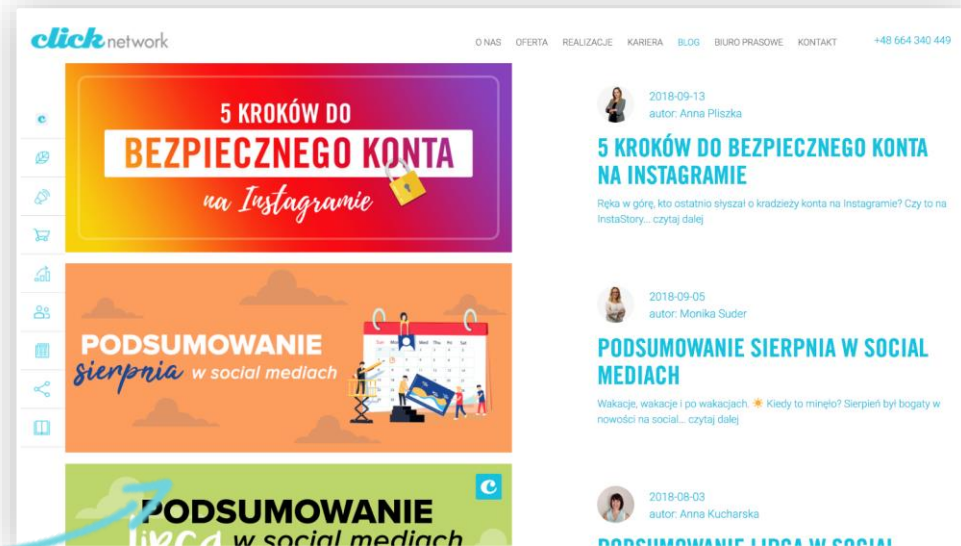 click network
O NAS OFERTA REALIZACJE KARIERA BLOG BIURO PRASOWE KONTAKT +48 664 340 449
5 KROKÓW DO
BEZPIECZNEGO KONTA
na Instagramie
2018-09-13
autor: Anna Pliszka
5 KROKÓW DO BEZPIECZNEGO KONTA
NA INSTAGRAMIE
Ręka w górę, kto ostatnio słyszał o kradzieży konta na Instagramie? Czy to na
InstaStory... czytaj dalej
PODSUMOWANIE
sierpnia w social mediach
2018-09-05
autor: Monika Suder
PODSUMOWANIE SIERPNIA W SOCIAL
MEDIACH
Wakacje, wakacje i po wakacjach. ☀ Kiedy to minęło? Sierpień był bogaty w
nowości na social... czytaj dalej
c
PODSUMOWANIE
lipca w social mediach
2018-08-03
autor: Anna Kucharska
PODSUMOWANIE LIPCA W SOCIAL